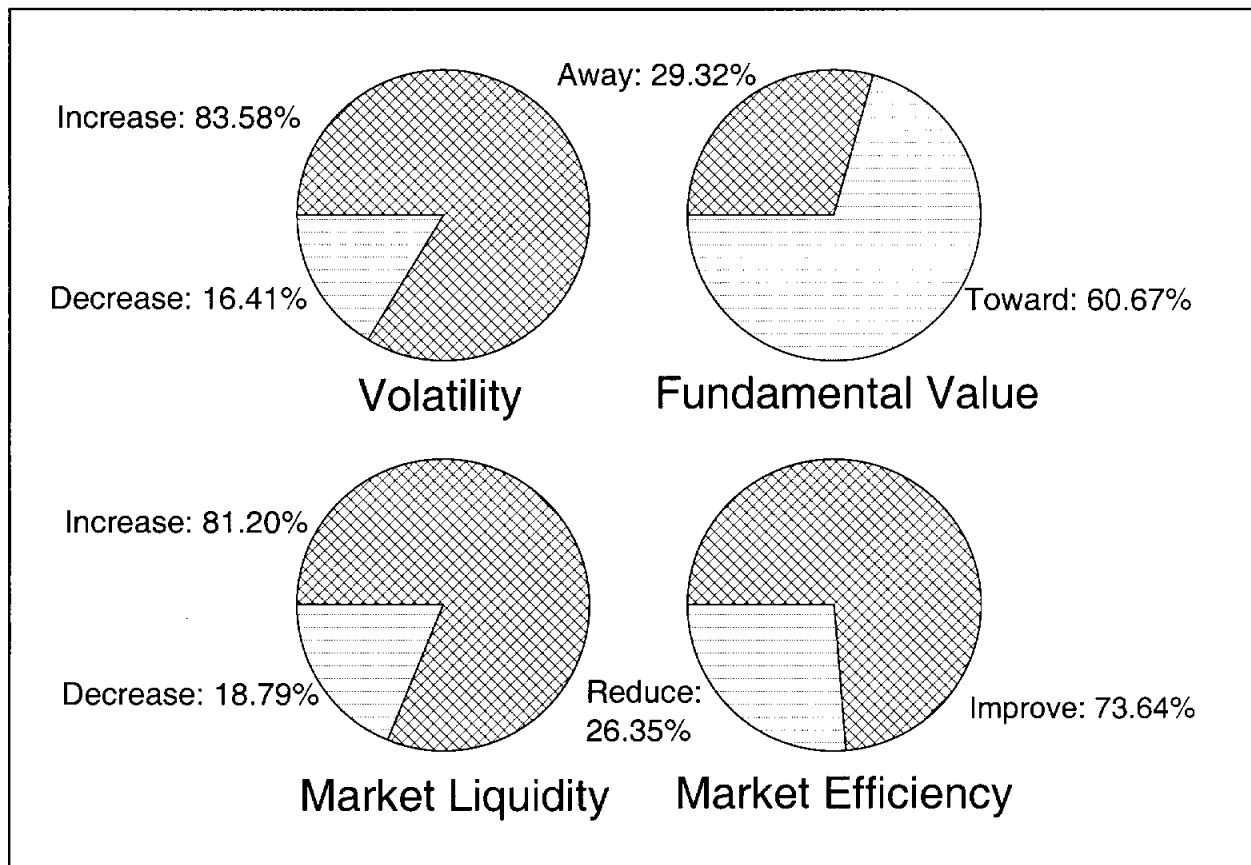 Away: 29.32%
Increase: 83.58%
Decrease: 16.41%
Toward: 60.67%
Volatility
Fundamental Value
Increase: 81.20%
Decrease: 18.79%
Reduce:
26.35%
Improve: 73.64%
Market Liquidity
Market Efficiency